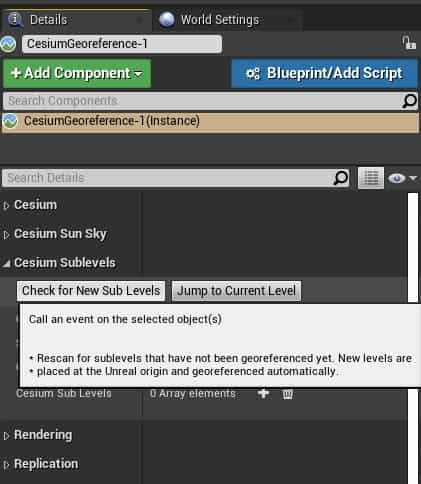 Details
World Settings
CesiumGeoreference-1
+Add Component
Blueprint/Add Script
Search Components
CesiumGeoreference-1(Instance)
Search Details
Cesium
Cesium Sun Sky
Cesium Sublevels
Check for New Sub Levels
Jump to Current Level
Call an event on the selected object(s)
* Rescan for sublevels that have not been georeferenced yet. New levels are
* placed at the Unreal origin and georeferenced automatically.
Cesium Sub Levels
0 Array elements
Rendering
Replication